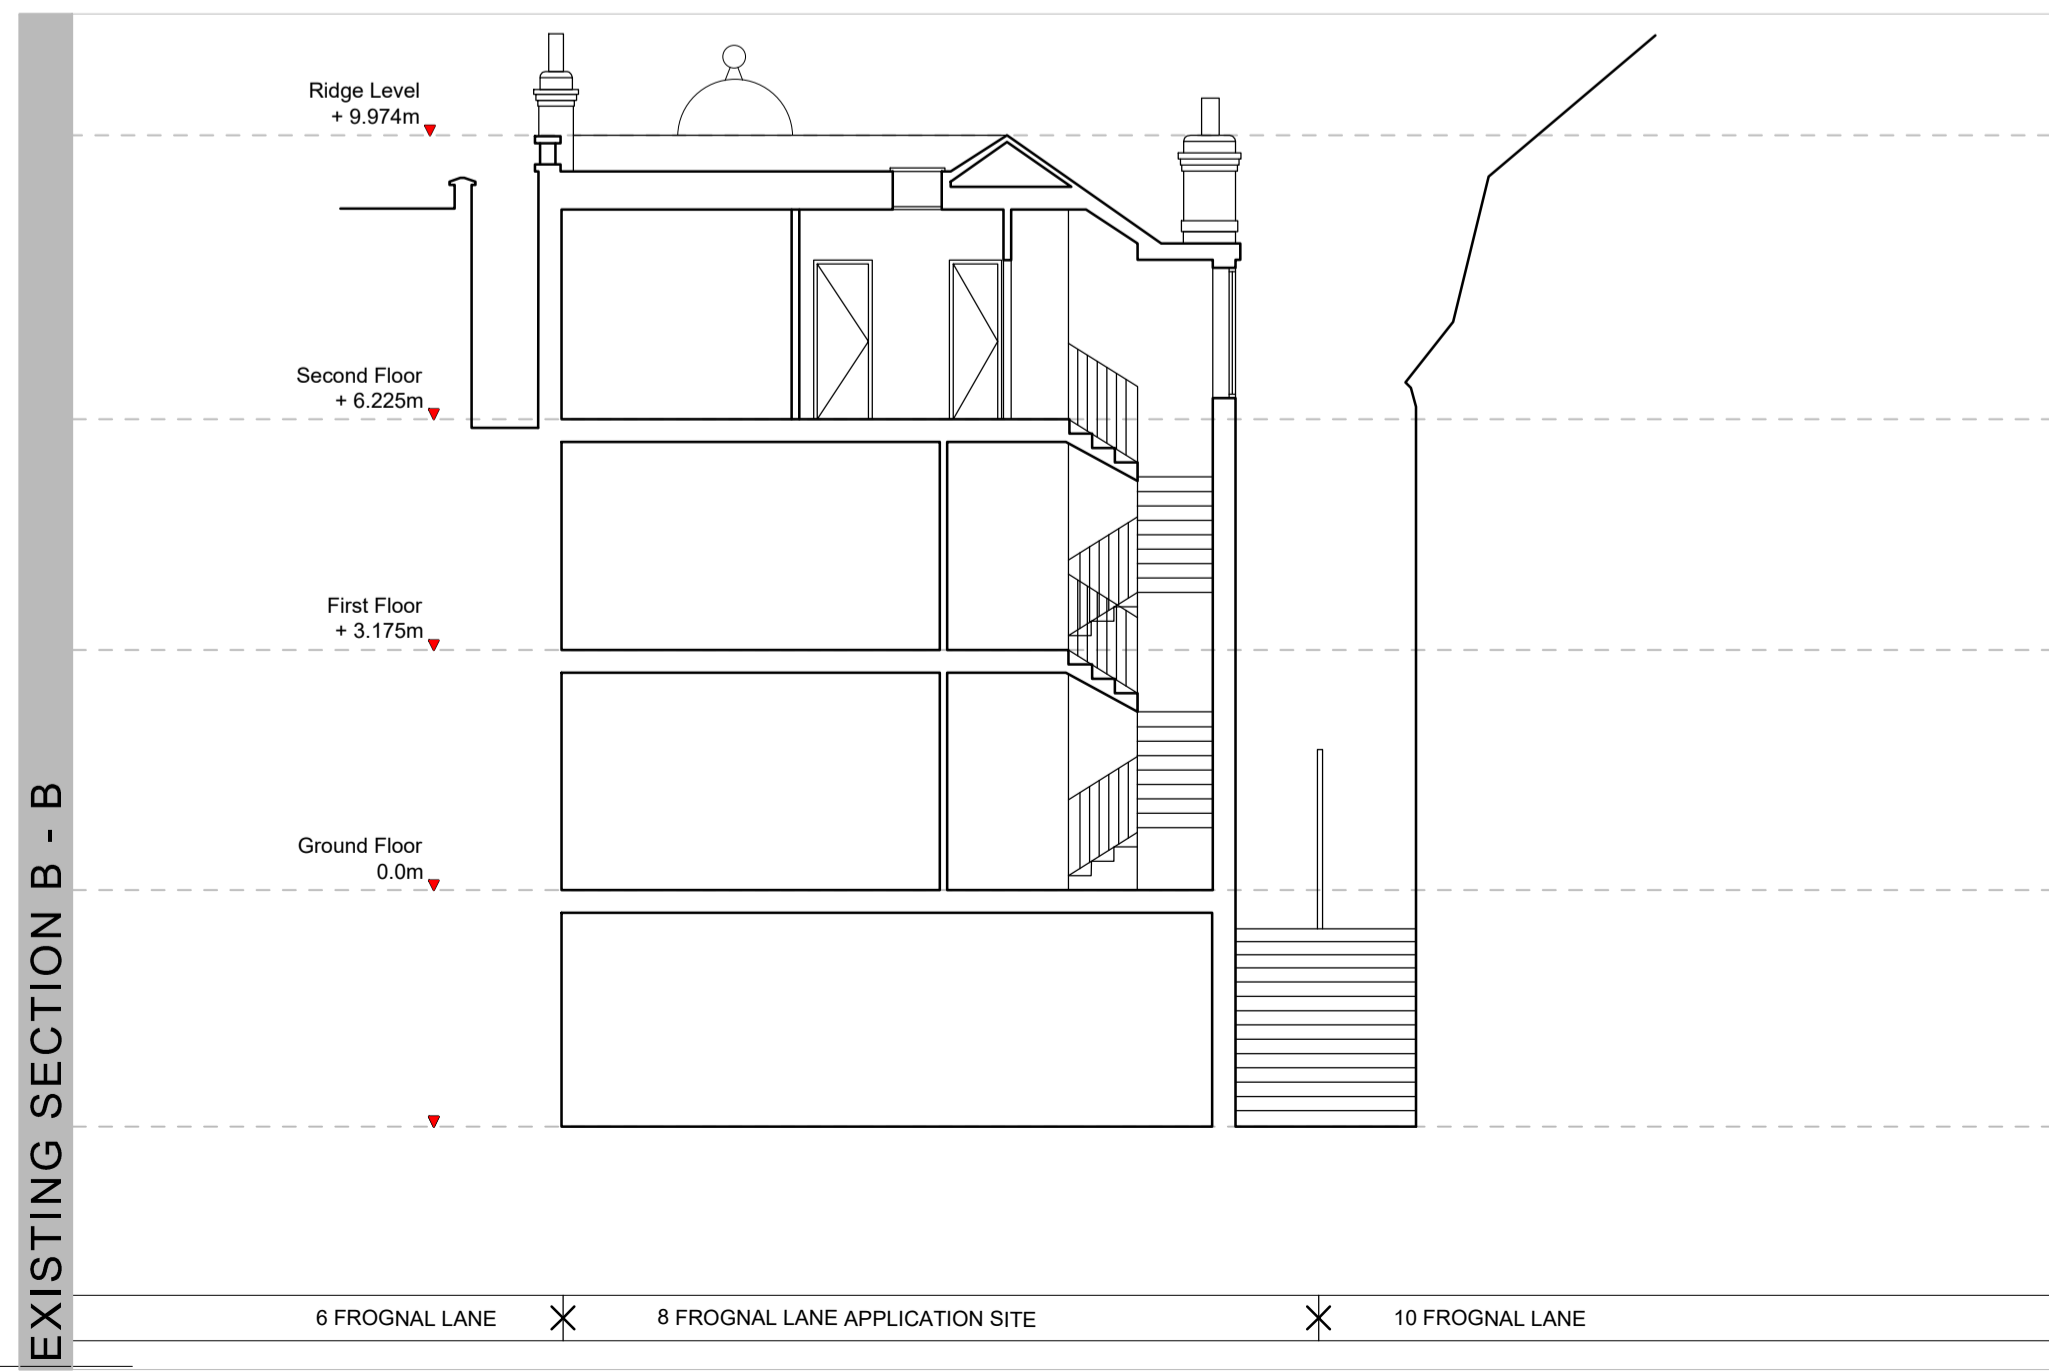 EXISTING SECTION B - B
Ridge Level
+ 9.974m
Second Floor
+ 6.225m
First Floor
+ 3.175m
Ground Floor
0.0m
6 FROGNAL LANE
8 FROGNAL LANE APPLICATION SITE
10 FROGNAL LANE